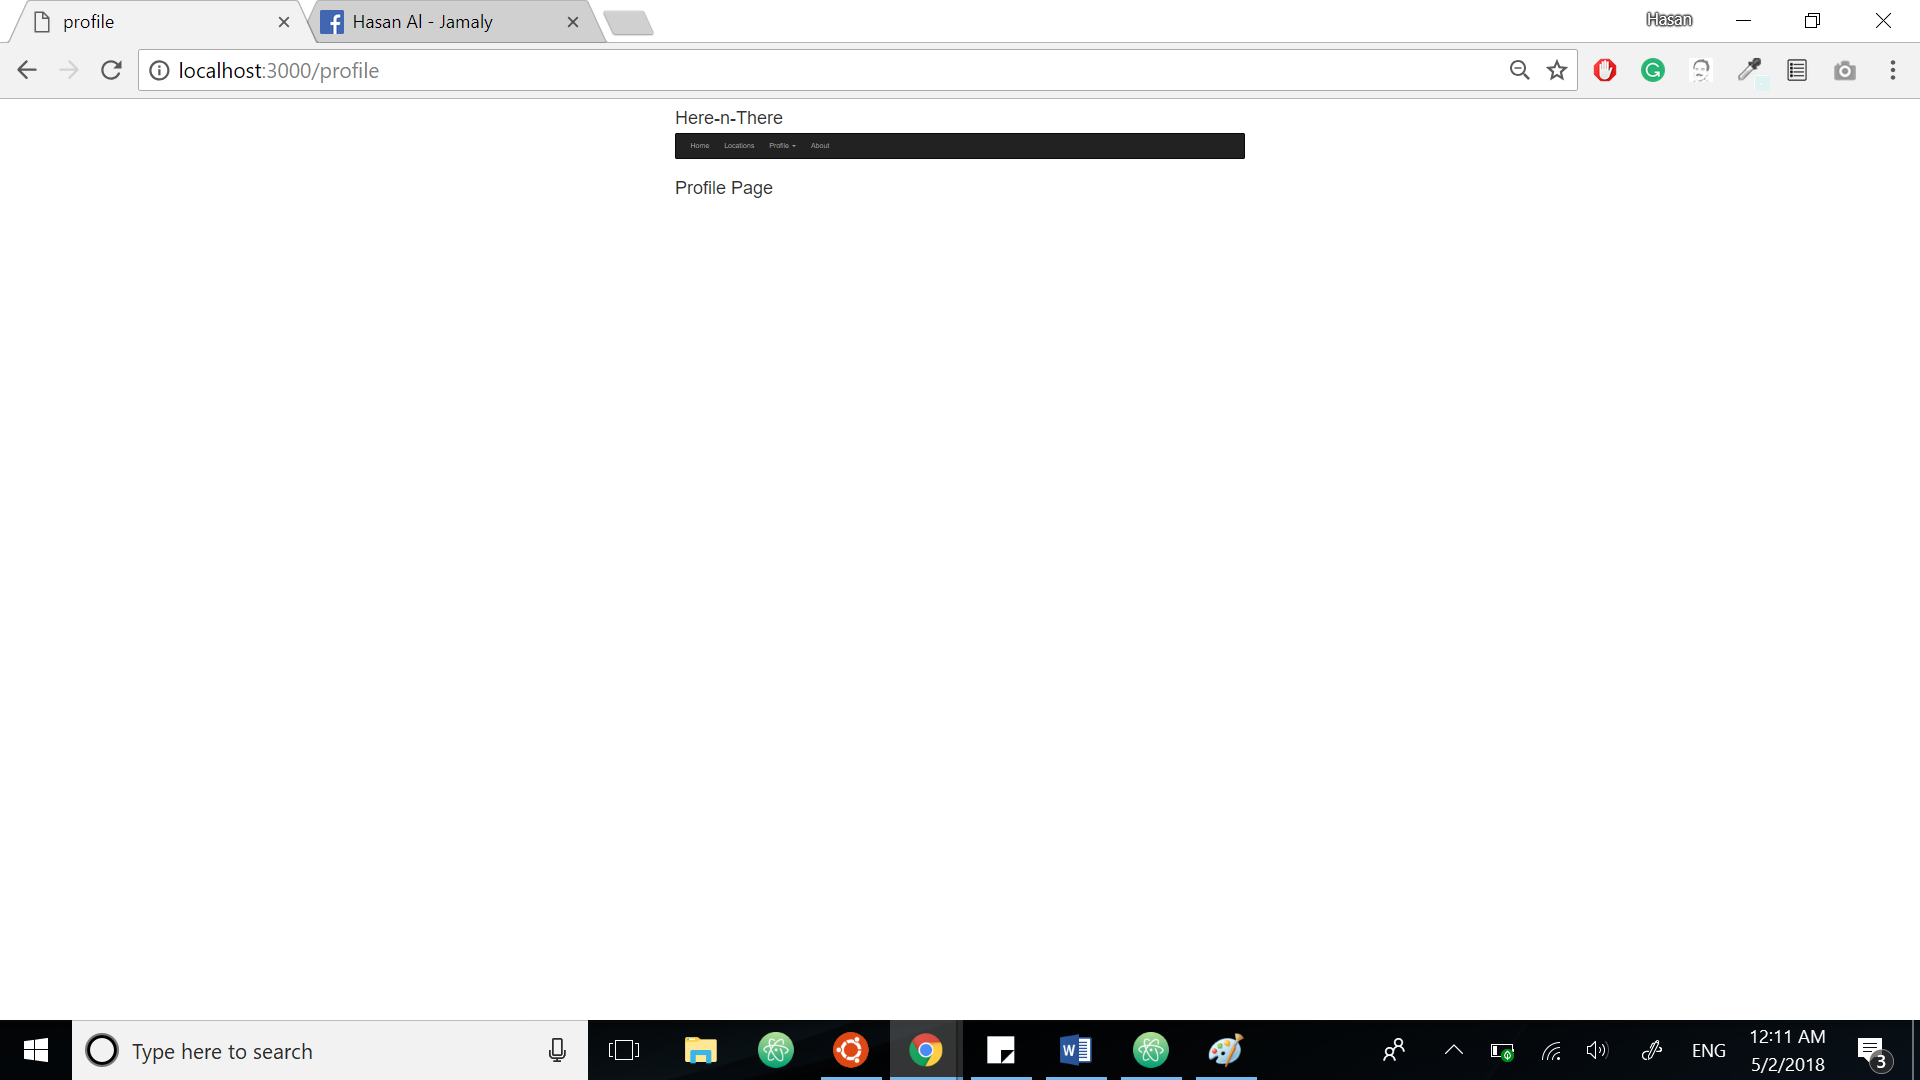 profile
Hasan Al - Jamaly
Hasan
localhost:3000/profile
Here-n-There
Home Locations Profile About
Profile Page
Type here to search
ENG
12:11 AM
5/2/2018
3